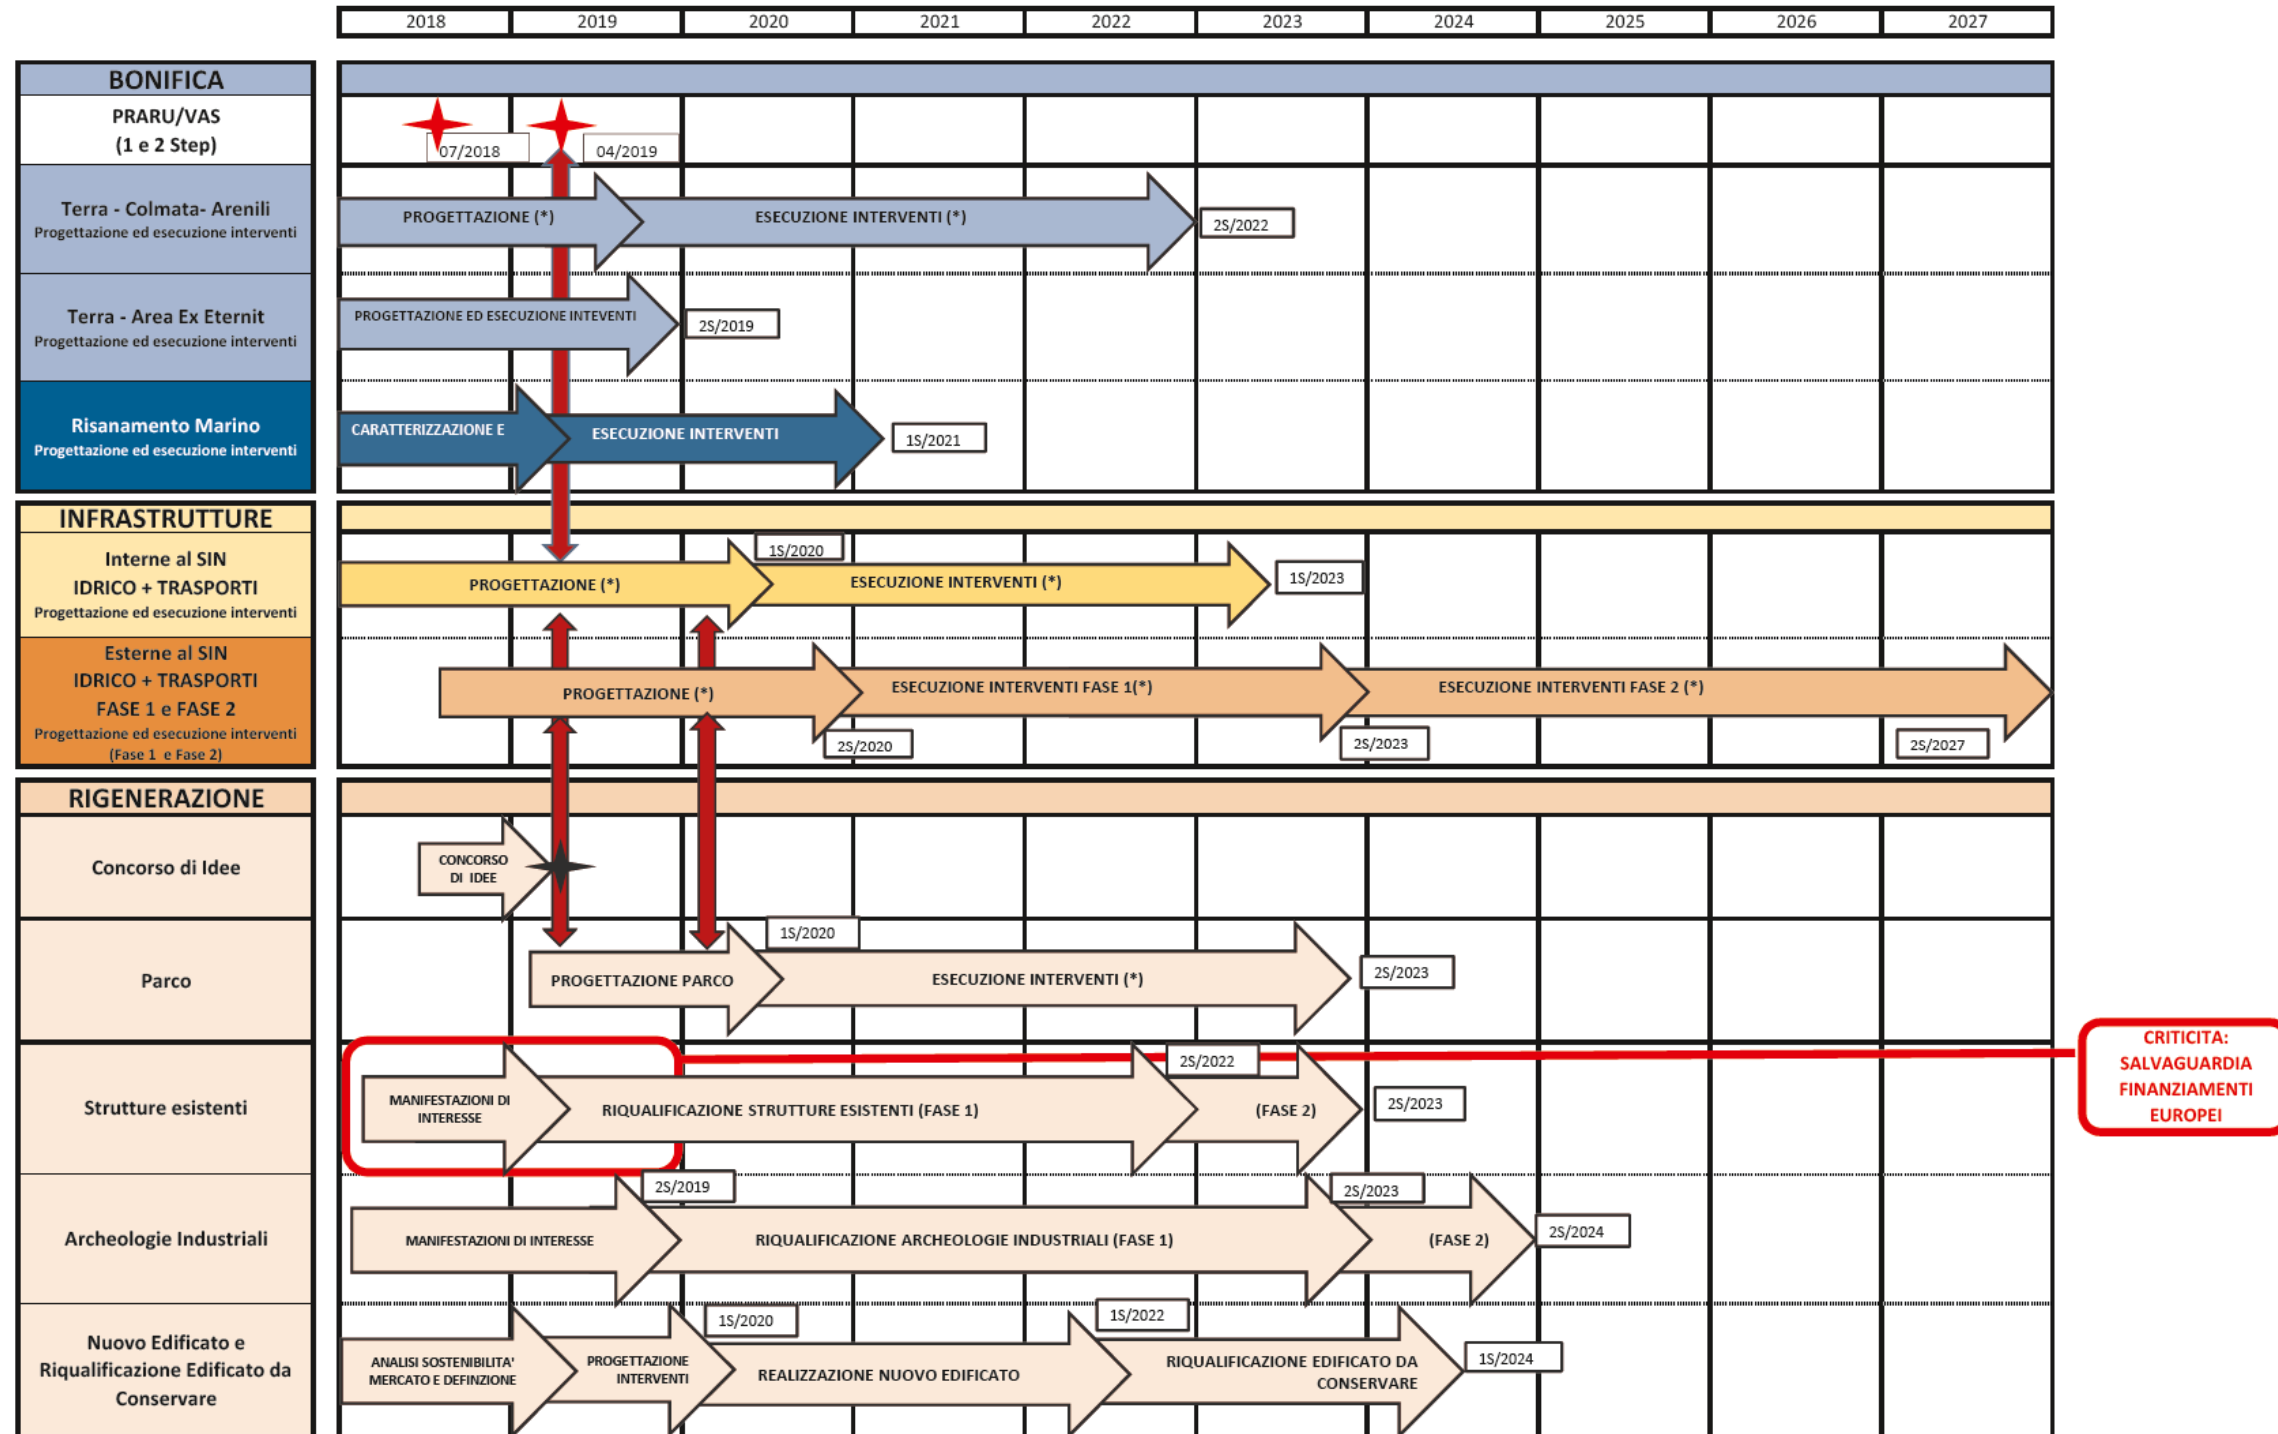 2018 2019 2020 2021 2022 2023 2024 2025 2026 2027
BONIFICA
PRARU/VAS
(1 e 2 Step)
07/2018
04/2019
Terra - Colmata- Arenili
Progettazione ed esecuzione interventi
PROGETTAZIONE (*)
ESECUZIONE INTERVENTI (*)
2S/2022
Terra - Area Ex Eternit
Progettazione ed esecuzione interventi
PROGETTAZIONE ED ESECUZIONE INTEVENTI
2S/2019
Risanamento Marino
Progettazione ed esecuzione interventi
CARATTERIZZAZIONE E
ESECUZIONE INTERVENTI
1S/2021
INFRASTRUTTURE
Interne al SIN
IDRICO + TRASPORTI
Progettazione ed esecuzione interventi
PROGETTAZIONE (*)
1S/2020
ESECUZIONE INTERVENTI (*)
1S/2023
Esterne al SIN
IDRICO + TRASPORTI
FASE 1 e FASE 2
Progettazione ed esecuzione interventi
(Fase 1 e Fase 2)
PROGETTAZIONE (*)
2S/2020
ESECUZIONE INTERVENTI FASE 1(*)
2S/2023
ESECUZIONE INTERVENTI FASE 2 (*)
2S/2027
RIGENERAZIONE
Concorso di Idee
CONCORSO
DI IDEE
Parco
PROGETTAZIONE PARCO
1S/2020
ESECUZIONE INTERVENTI (*)
2S/2023
CRITICITA:
SALVAGUARDIA
FINANZIAMENTI
EUROPEI
Strutture esistenti
MANIFESTAZIONI DI
INTERESSE
RIQUALIFICAZIONE STRUTTURE ESISTENTI (FASE 1)
2S/2022
(FASE 2)
2S/2023
Archeologie Industriali
MANIFESTAZIONI DI INTERESSE
2S/2019
RIQUALIFICAZIONE ARCHEOLOGIE INDUSTRIALI (FASE 1)
2S/2023
(FASE 2)
2S/2024
Nuovo Edificato e
Riqualificazione Edificato da
Conservare
ANALISI SOSTENIBILITA'
MERCATO E DEFINZIONE
PROGETTAZIONE
INTERVENTI
1S/2020
REALIZZAZIONE NUOVO EDIFICATO
1S/2022
RIQUALIFICAZIONE EDIFICATO DA
CONSERVARE
1S/2024